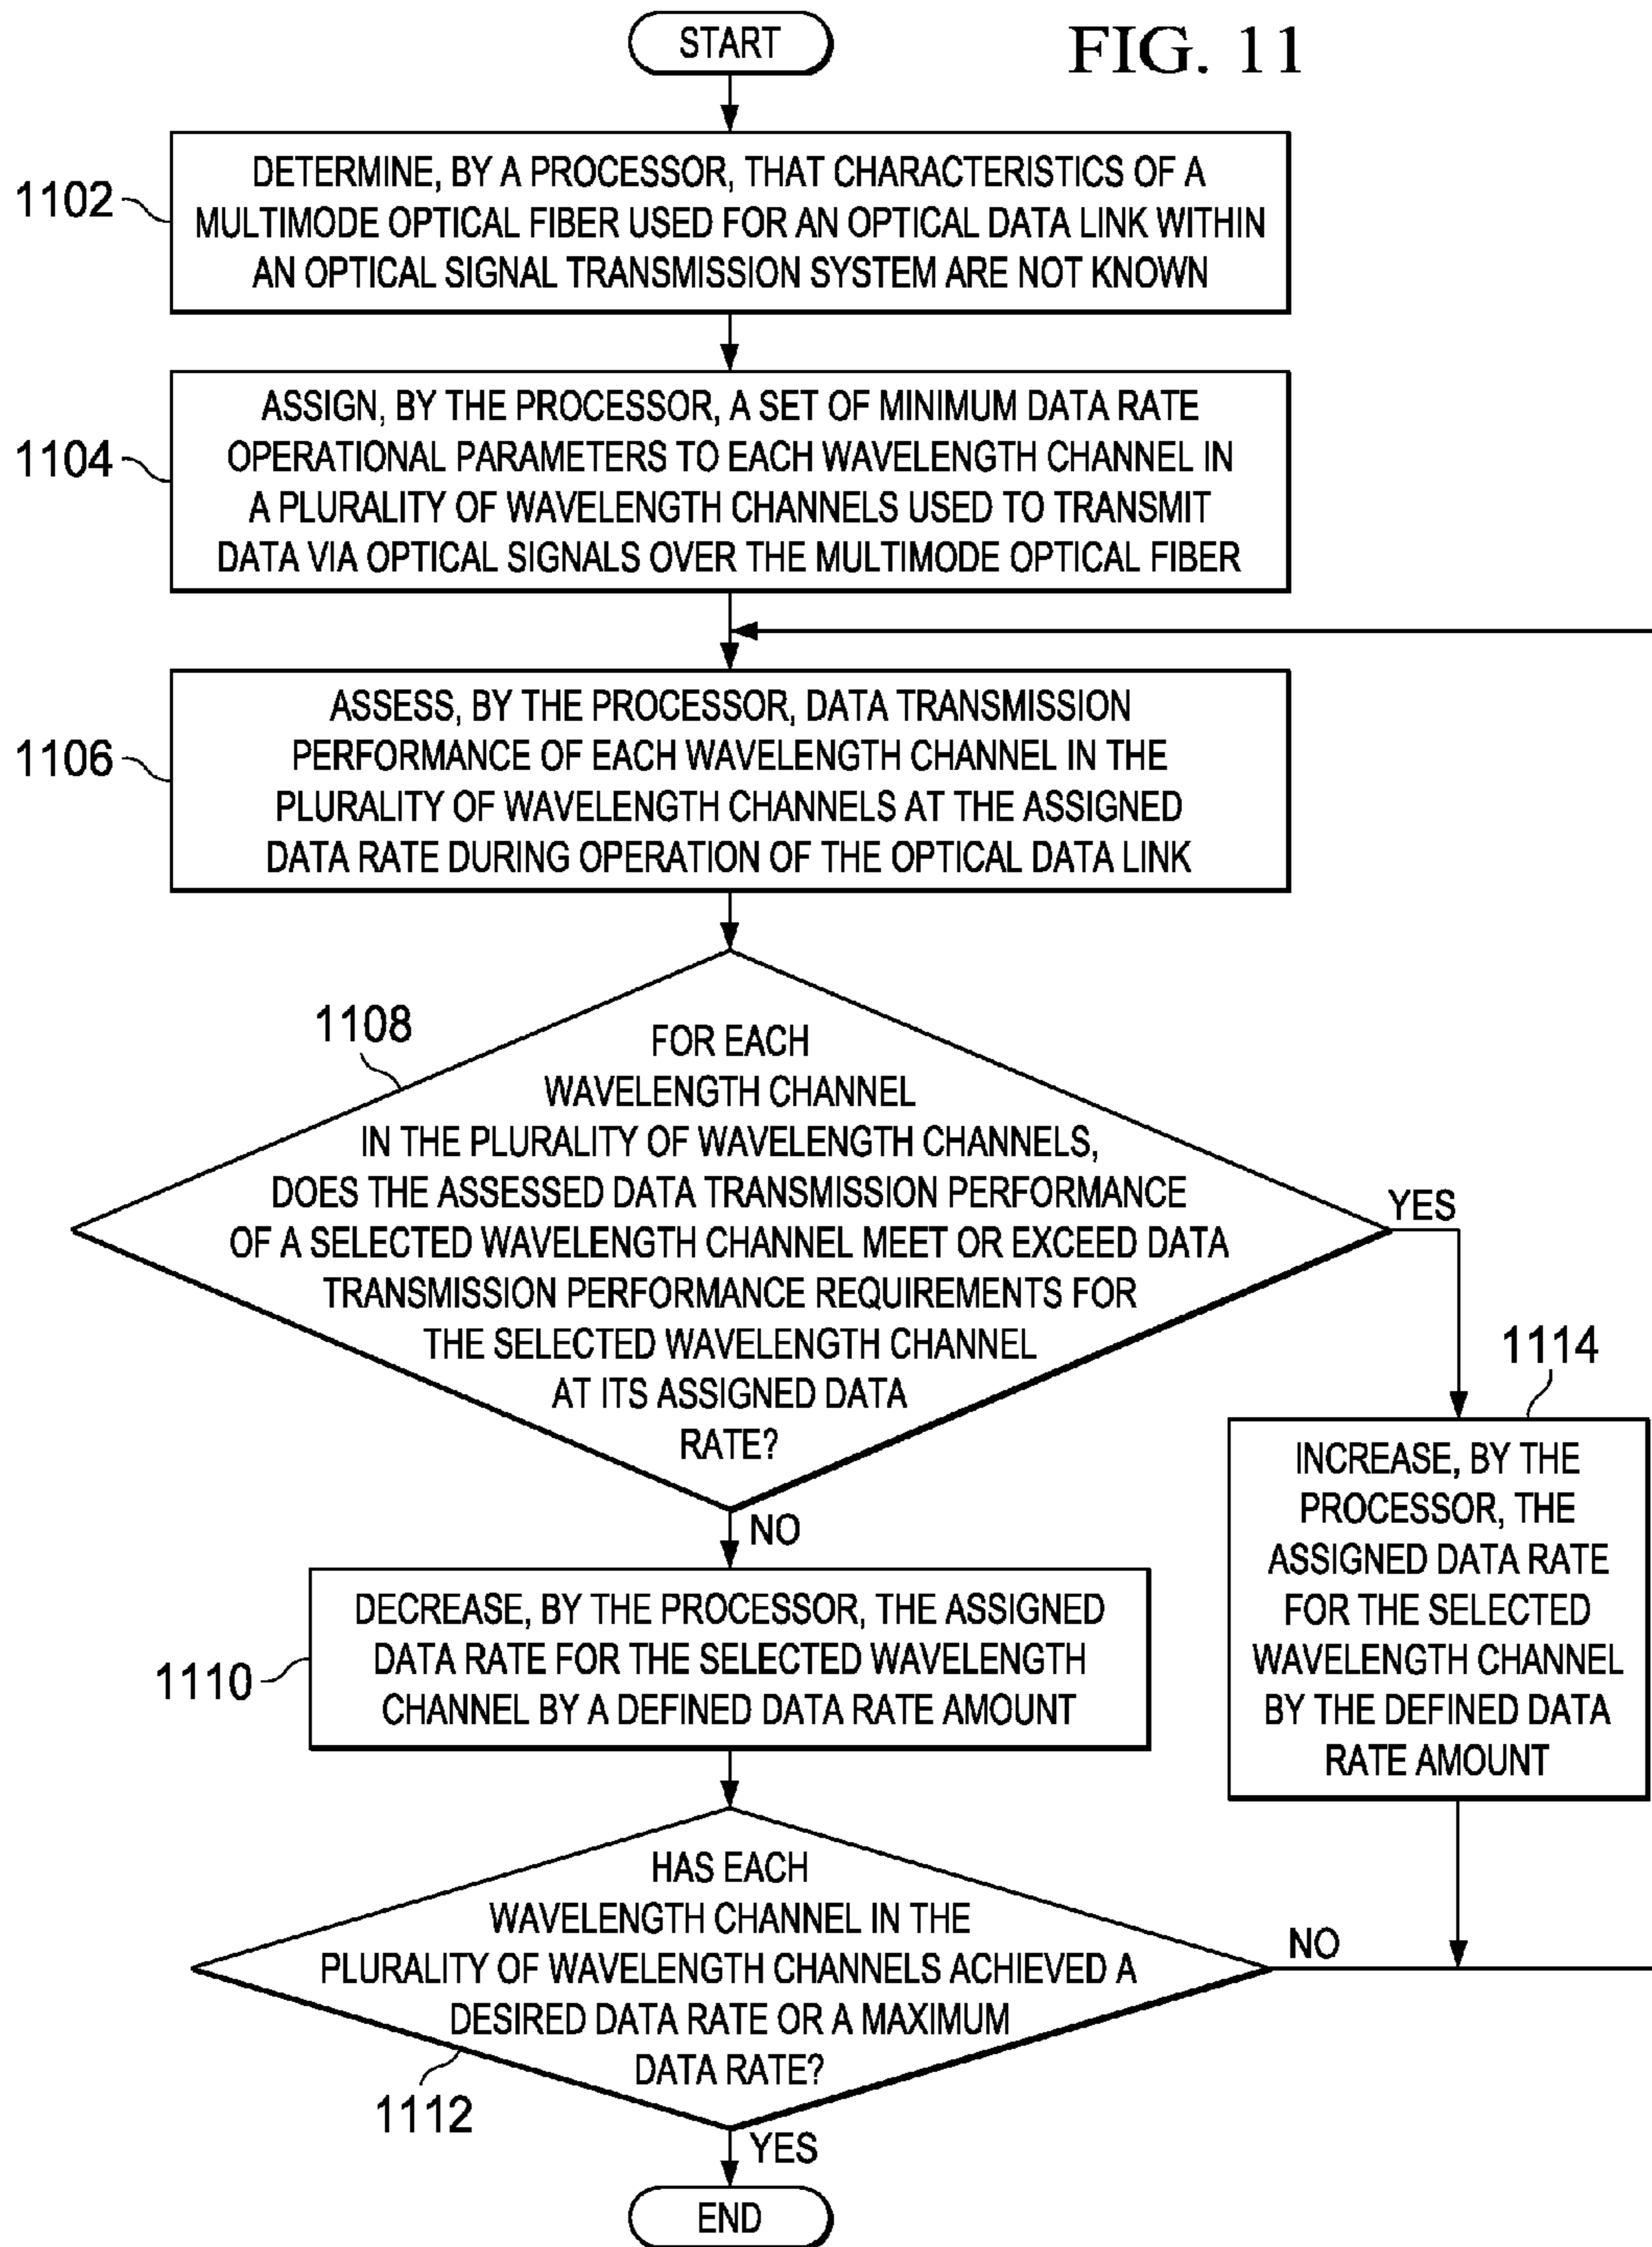 START
FIG. 11
1102
DETERMINE, BY A PROCESSOR, THAT CHARACTERISTICS OF A
MULTIMODE OPTICAL FIBER USED FOR AN OPTICAL DATA LINK WITHIN
AN OPTICAL SIGNAL TRANSMISSION SYSTEM ARE NOT KNOWN
1104
ASSIGN, BY THE PROCESSOR, A SET OF MINIMUM DATA RATE
OPERATIONAL PARAMETERS TO EACH WAVELENGTH CHANNEL IN
A PLURALITY OF WAVELENGTH CHANNELS USED TO TRANSMIT
DATA VIA OPTICAL SIGNALS OVER THE MULTIMODE OPTICAL FIBER
1106
ASSESS, BY THE PROCESSOR, DATA TRANSMISSION
PERFORMANCE OF EACH WAVELENGTH CHANNEL IN THE
PLURALITY OF WAVELENGTH CHANNELS AT THE ASSIGNED
DATA RATE DURING OPERATION OF THE OPTICAL DATA LINK
1108
FOR EACH
WAVELENGTH CHANNEL
IN THE PLURALITY OF WAVELENGTH CHANNELS,
DOES THE ASSESSED DATA TRANSMISSION PERFORMANCE
OF A SELECTED WAVELENGTH CHANNEL MEET OR EXCEED DATA
TRANSMISSION PERFORMANCE REQUIREMENTS FOR
THE SELECTED WAVELENGTH CHANNEL
AT ITS ASSIGNED DATA
RATE?
YES
NO
1114
INCREASE, BY THE
PROCESSOR, THE
ASSIGNED DATA RATE
FOR THE SELECTED
WAVELENGTH CHANNEL
BY THE DEFINED DATA
RATE AMOUNT
1110
DECREASE, BY THE PROCESSOR, THE ASSIGNED
DATA RATE FOR THE SELECTED WAVELENGTH
CHANNEL BY A DEFINED DATA RATE AMOUNT
HAS EACH
WAVELENGTH CHANNEL IN THE
PLURALITY OF WAVELENGTH CHANNELS ACHIEVED A
DESIRED DATA RATE OR A MAXIMUM
DATA RATE?
NO
1112
YES
END